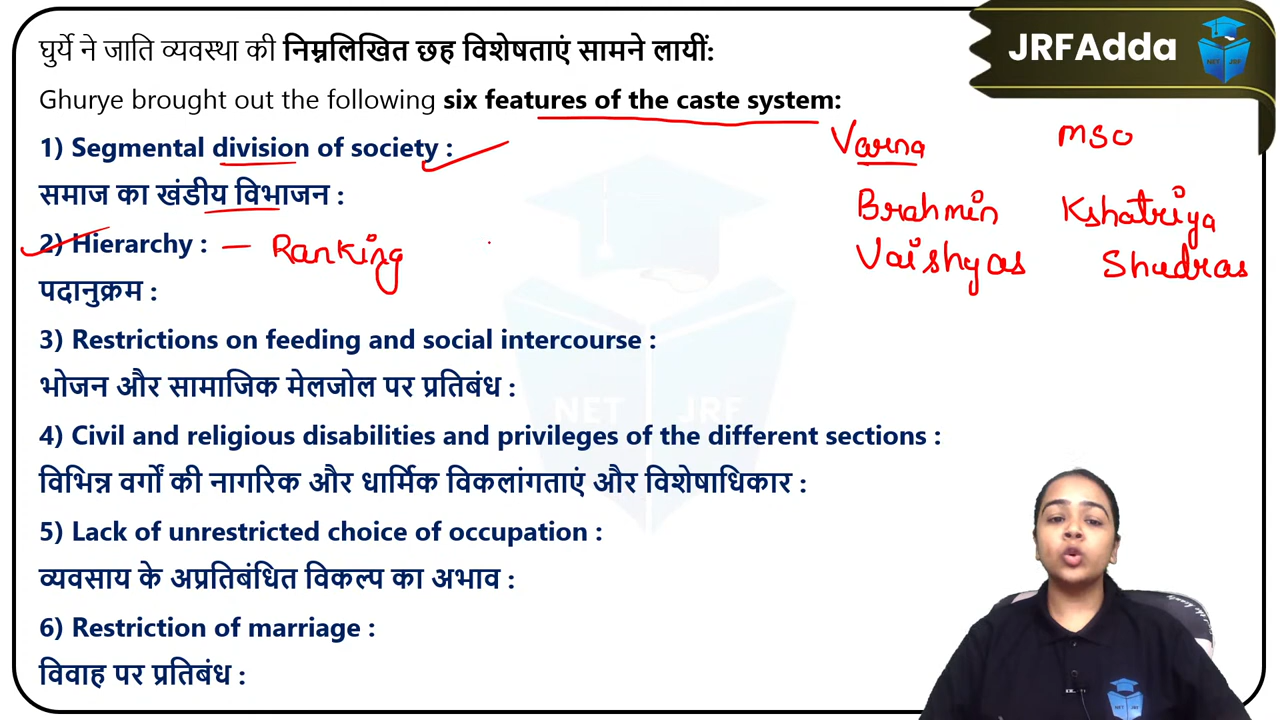 घुर्ये ने जाति व्यवस्था की निम्नलिखित छह विशेषताएं सामने लायीं:
JRFAdda
NET JRF
Ghurye brought out the following six features of the caste system:
1) Segmental division of society :
Varna MSO
समाज का खंडीय विभाजन :
Brahmin Kshatriya
2) Hierarchy : — Ranking
Vaishyas Shudras
पदानुक्रम :
3) Restrictions on feeding and social intercourse :
भोजन और सामाजिक मेलजोल पर प्रतिबंध :
NET JRF
4) Civil and religious disabilities and privileges of the different sections :
विभिन्न वर्गों की नागरिक और धार्मिक विकलांगताएं और विशेषाधिकार :
5) Lack of unrestricted choice of occupation :
व्यवसाय के अप्रतिबंधित विकल्प का अभाव :
6) Restriction of marriage :
विवाह पर प्रतिबंध :